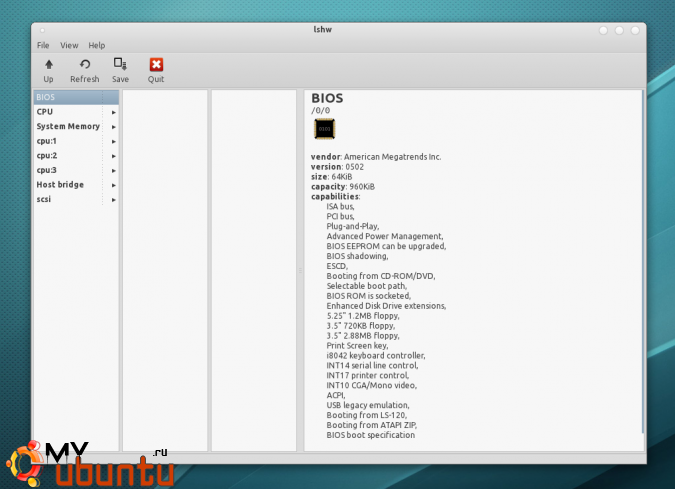 lshw
File View Help
Up Refresh Save Quit
BIOS
CPU
System Memory
cpu:1
cpu:2
cpu:3
Host bridge
scsi
BIOS
/0/0
0101
vendor: American Megatrends Inc.
version: 0502
size: 64KiB
capacity: 960KiB
capabilities:
ISA bus,
PCI bus,
Plug-and-Play,
Advanced Power Management,
BIOS EEPROM can be upgraded,
BIOS shadowing,
ESCD,
Booting from CD-ROM/DVD,
Selectable boot path,
BIOS ROM is socketed,
Enhanced Disk Drive extensions,
5.25" 1.2MB floppy,
3.5" 720KB floppy,
3.5" 2.88MB floppy,
Print Screen key,
i8042 keyboard controller,
INT14 serial line control,
INT17 printer control,
INT10 CGA/Mono video,
ACPI,
USB legacy emulation,
Booting from LS-120,
Booting from ATAPI ZIP,
BIOS boot specification
MY .ru
ubuntu